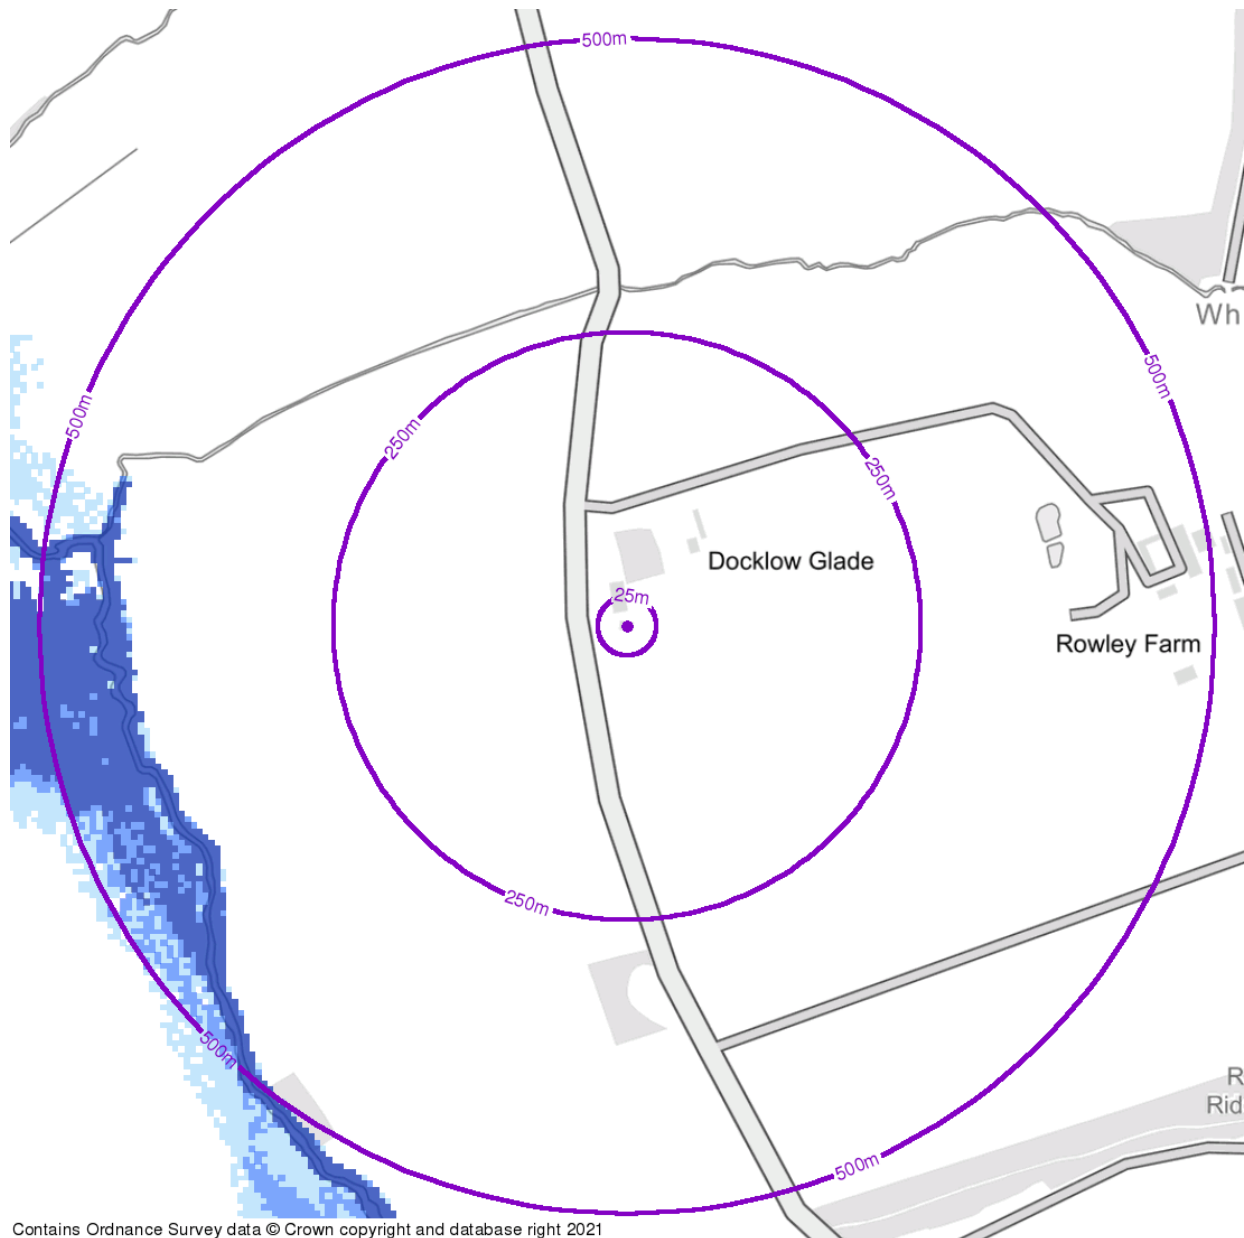 500m
Wh
500m
500m
250m
250m
Docklow Glade
25m
Rowley Farm
250m
500m
R
Rid
500m
Contains Ordnance Survey data © Crown copyright and database right 2021